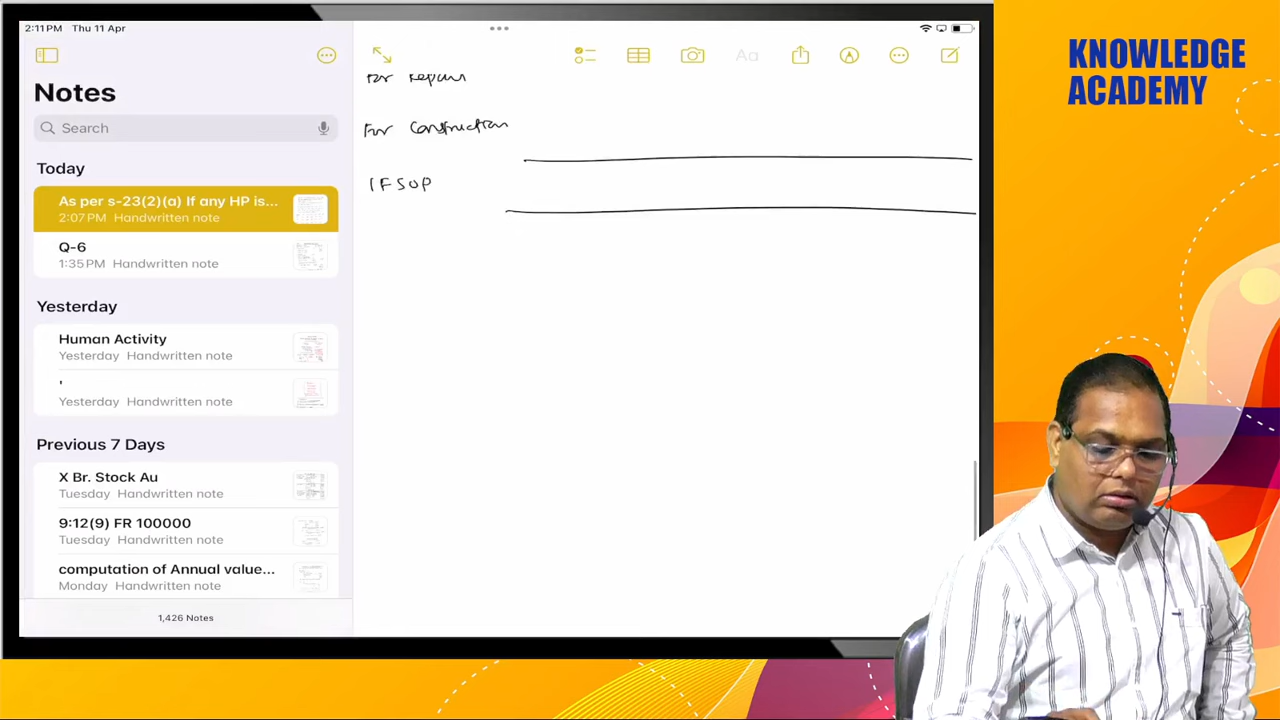 2:11 PM Thu 11 Apr
Notes
Search
Today
As per s-23(2)(a) If any HP is...
2:07 PM Handwritten note
Q-6
1:35 PM Handwritten note
Yesterday
Human Activity
Yesterday Handwritten note
'
Yesterday Handwritten note
Previous 7 Days
X Br. Stock Au
Tuesday Handwritten note
9:12(9) FR 100000
Tuesday Handwritten note
computation of Annual value...
Monday Handwritten note
1,426 Notes
Aa
For Repairs
For Construction
IFSOP
KNOWLEDGE
ACADEMY